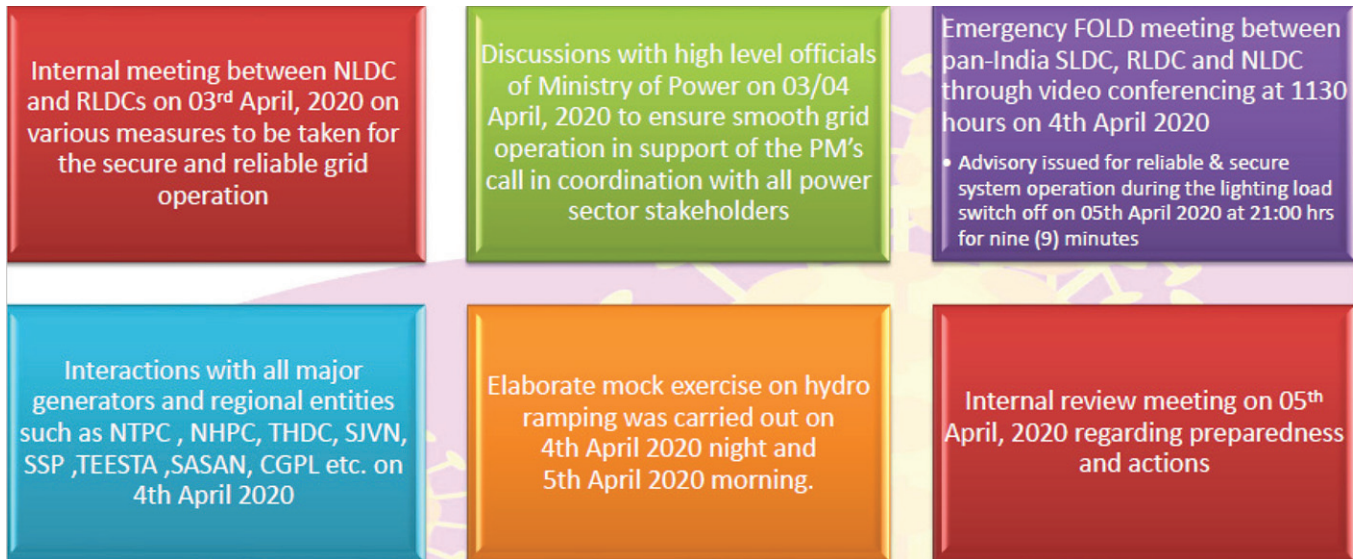 Internal meeting between NLDC
and RLDCs on 03rd April, 2020 on
various measures to be taken for
the secure and reliable grid
operation
Discussions with high level officials
of Ministry of Power on 03/04
April, 2020 to ensure smooth grid
operation in support of the PM's
call in coordination with all power
sector stakeholders
Emergency FOLD meeting between
pan-India SLDC, RLDC and NLDC
through video conferencing at 1130
hours on 4th April 2020
• Advisory issued for reliable & secure
system operation during the lighting load
switch off on 05th April 2020 at 21:00 hrs
for nine (9) minutes
Interactions with all major
generators and regional entities
such as NTPC , NHPC, THDC, SJVN,
SSP ,TEESTA ,SASAN, CGPL etc. on
4th April 2020
Elaborate mock exercise on hydro
ramping was carried out on
4th April 2020 night and
5th April 2020 morning.
Internal review meeting on 05th
April, 2020 regarding preparedness
and actions